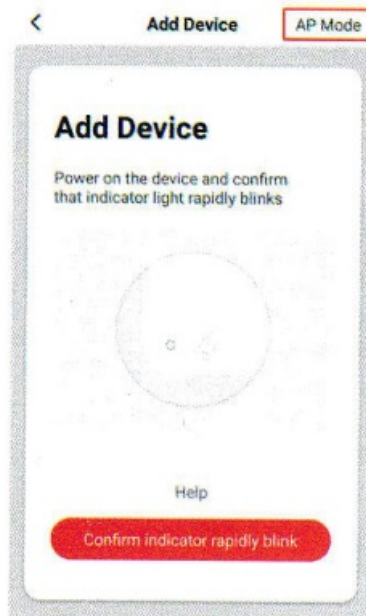 Add Device
AP Mode
Add Device
Power on the device and confirm
that indicator light rapidly blinks
Help
Confirm indicator rapidly blink